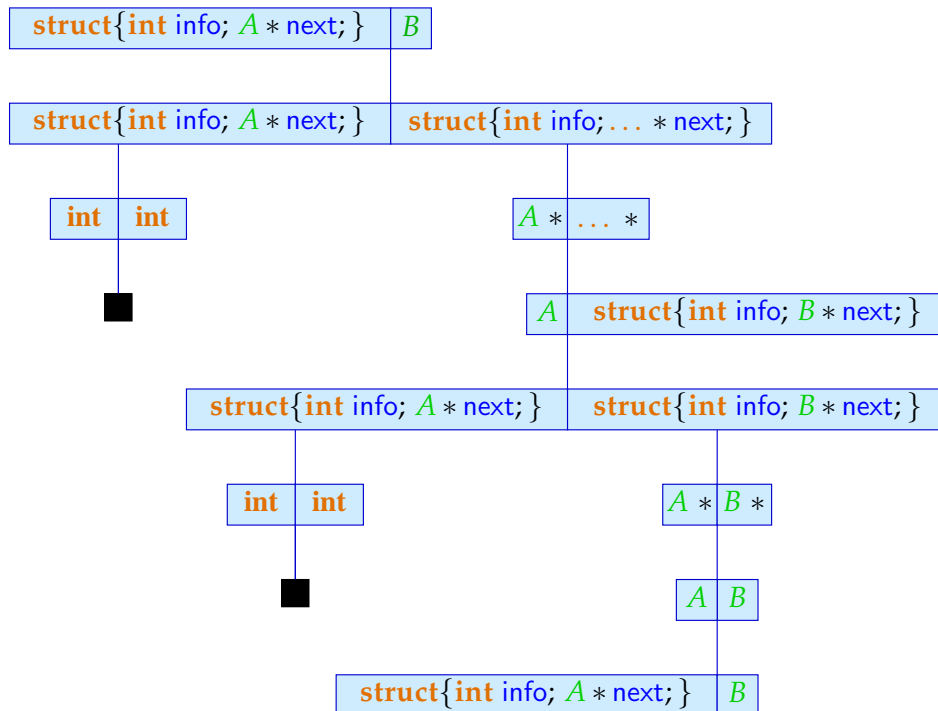 struct{int info; A * next; } B
struct{int info; A * next; } struct{int info; . . . * next; }
int int A * . . . *
A struct{int info; B * next; }
struct{int info; A * next; } struct{int info; B * next; }
int int A * B *
A B
struct{int info; A * next; } B